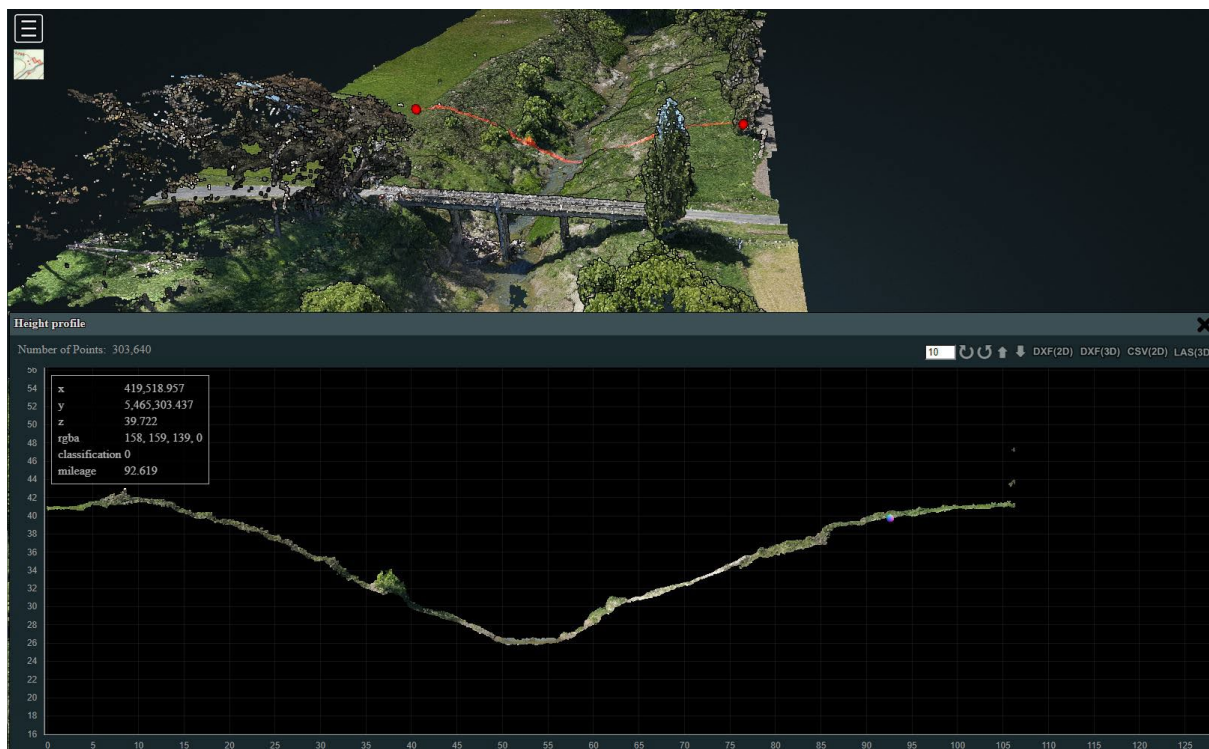 Height profile
Number of Points: 303,640
10 DXF(2D) DXF(3D) CSV(2D) LAS(3D
56
54
52
50
48
46
44
42
40
38
36
34
32
30
28
26
24
22
20
18
16
x 419,518.957
y 5,465,303.437
z 39.722
rgba 158, 159, 139, 0
classification 0
mileage 92.619
0 5 10 15 20 25 30 35 40 45 50 55 60 65 70 75 80 85 90 95 100 105 110 115 120 125